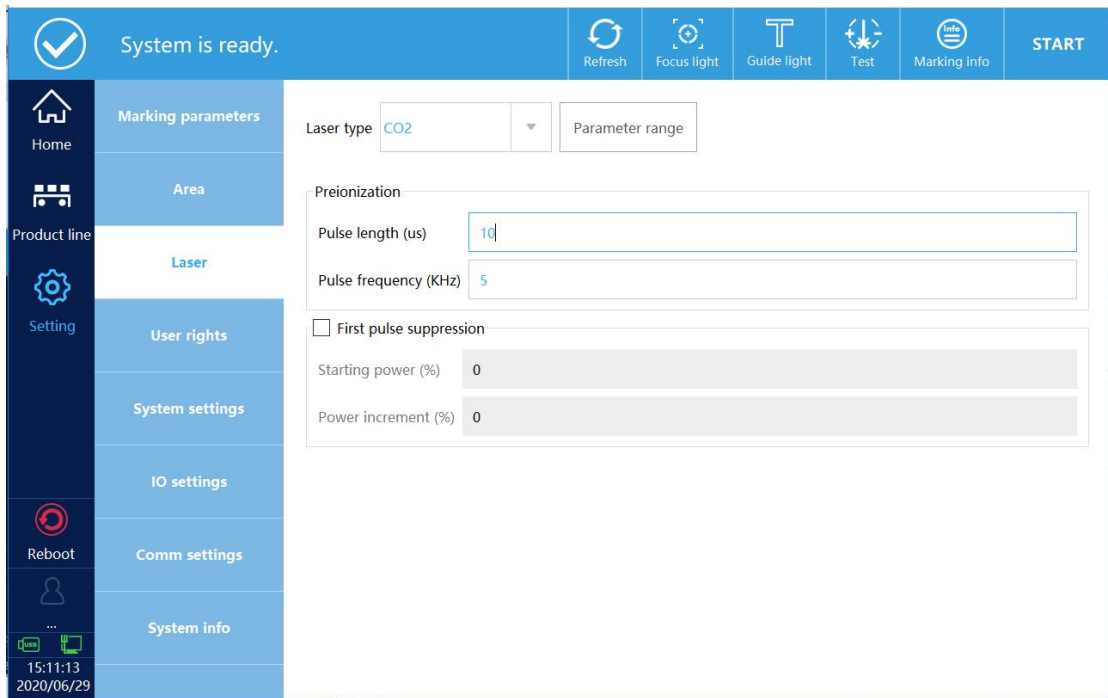 System is ready.
Refresh
Focus light
Guide light
Test
Info
Marking info
START
Home
Product line
Setting
Reboot
...
USB
15:11:13
2020/06/29
Marking parameters
Area
Laser
User rights
System settings
IO settings
Comm settings
System info
Laser type CO2 Parameter range
Preionization
Pulse length (us) 10
Pulse frequency (KHz) 5
First pulse suppression
Starting power (%) 0
Power increment (%) 0